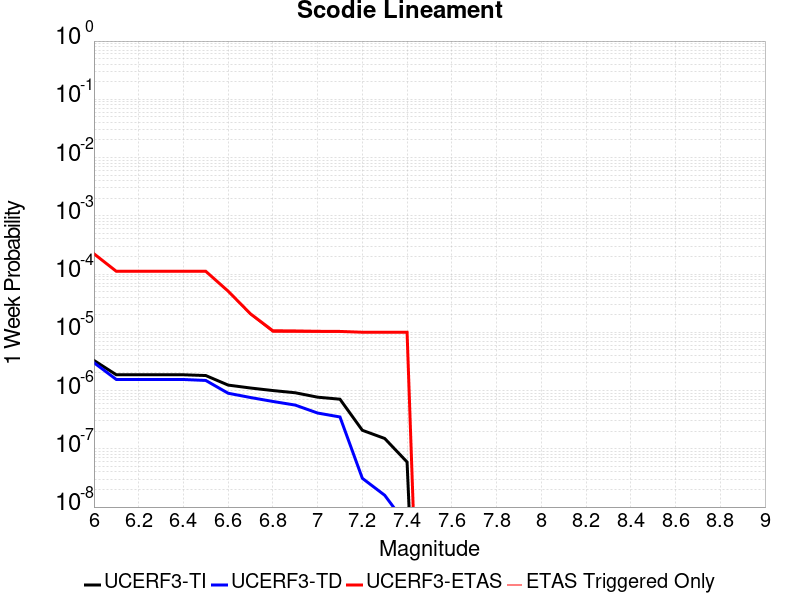 Scodie Lineament
10^0
10^-1
10^-2
10^-3
10^-4
10^-5
10^-6
10^-7
10^-8
1 Week Probability
6 6.2 6.4 6.6 6.8 7 7.2 7.4 7.6 7.8 8 8.2 8.4 8.6 8.8 9
Magnitude
UCERF3-TI UCERF3-TD UCERF3-ETAS ETAS Triggered Only